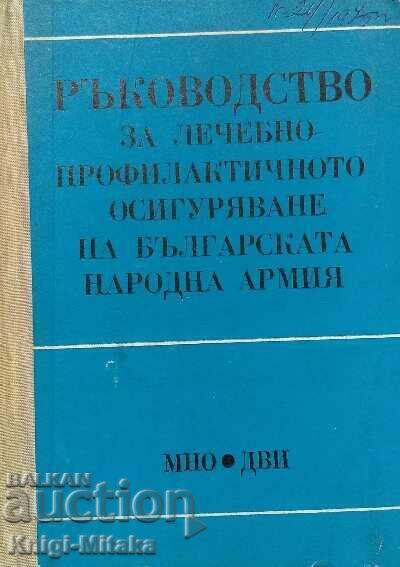 РЪКОВОДСТВО
ЗА ЛЕЧЕБНО-
ПРОФИЛАКТИЧНОТО
ОСИГУРЯВАНЕ
НА БЪЛГАРСКАТА
НАРОДНА АРМИЯ
МНО • ДВИ
BALKAN
auction
Knigi-Mitaka